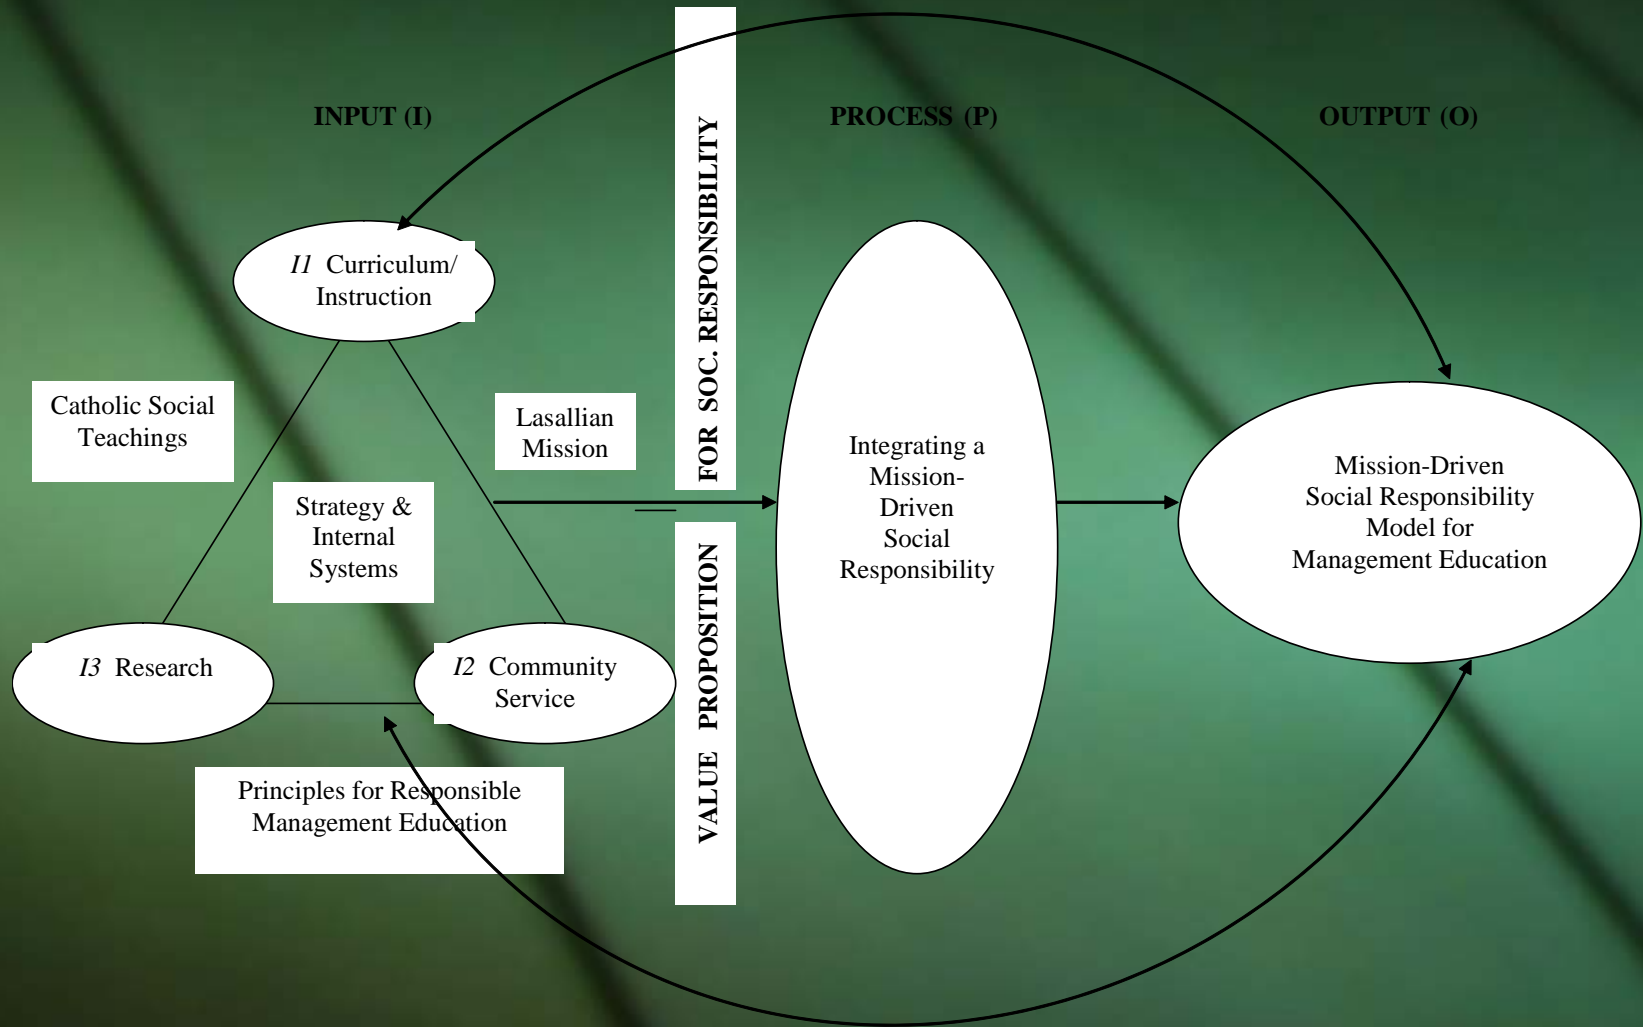 INPUT (I)
PROCESS (P)
OUTPUT (O)
I1 Curriculum/
Instruction
Catholic Social
Teachings
Lasallian
Mission
Strategy &
Internal
Systems
I3 Research
I2 Community
Service
Principles for Responsible
Management Education
VALUE PROPOSITION
FOR SOC. RESPONSIBILITY
Integrating a
Mission-
Driven
Social
Responsibility
Mission-Driven
Social Responsibility
Model for
Management Education